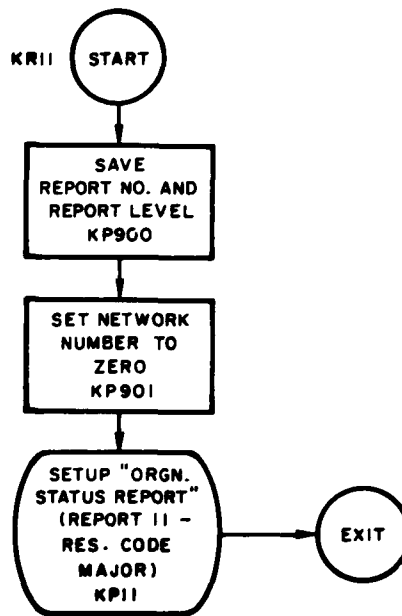 KR11
START
SAVE
REPORT NO. AND
REPORT LEVEL
KP900
SET NETWORK
NUMBER TO
ZERO
KP901
SETUP "ORGN.
STATUS REPORT"
(REPORT 11 -
RES. CODE
MAJOR)
KP11
EXIT